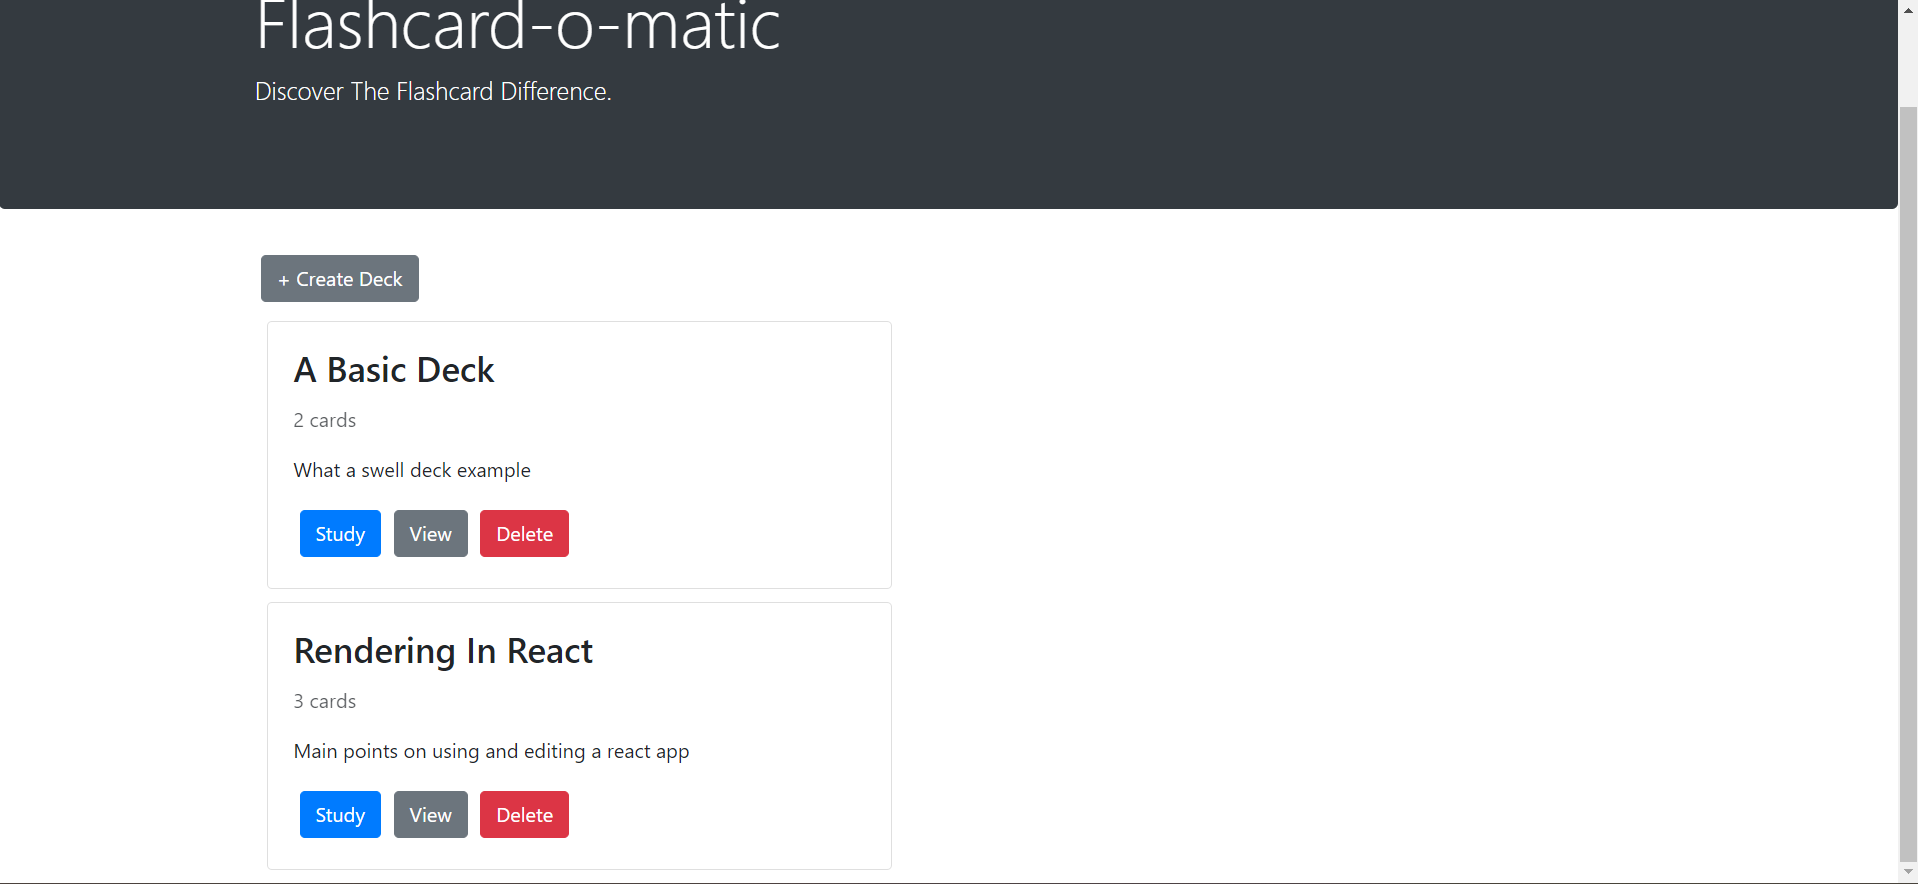 Flashcard-o-matic
Discover The Flashcard Difference.
+ Create Deck
A Basic Deck
2 cards
What a swell deck example
Study View Delete
Rendering In React
3 cards
Main points on using and editing a react app
Study View Delete